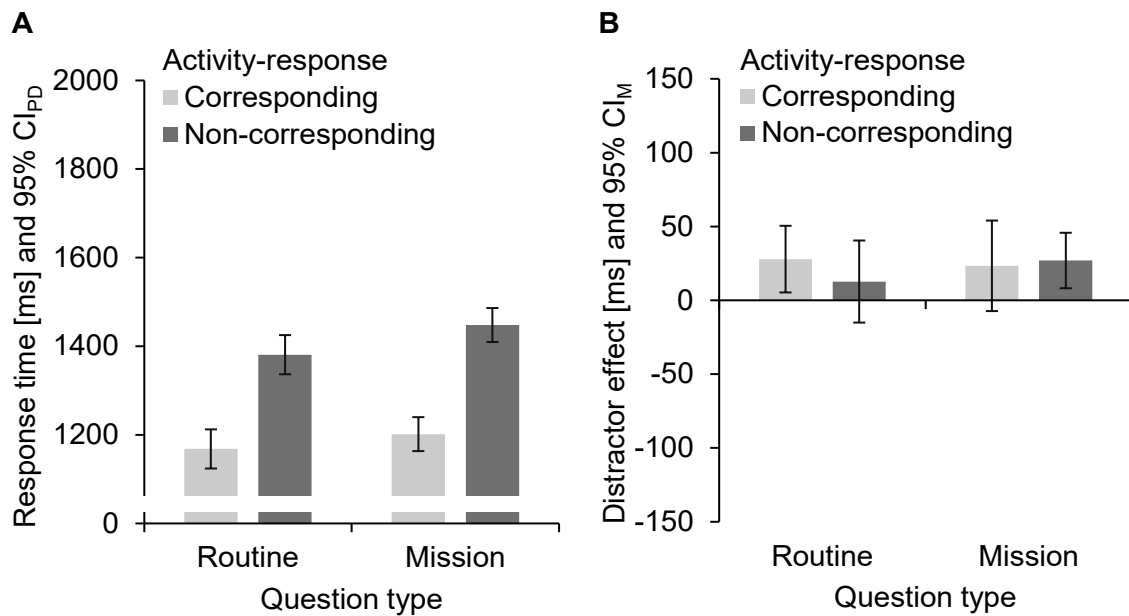 A
Response time [ms] and 95% CI_PD
Activity-response
Corresponding
Non-corresponding
2000
1800
1600
1400
1200
0
Routine
Mission
Question type
B
Distractor effect [ms] and 95% CI_M
Activity-response
Corresponding
Non-corresponding
150
100
50
0
-50
-100
-150
Routine
Mission
Question type